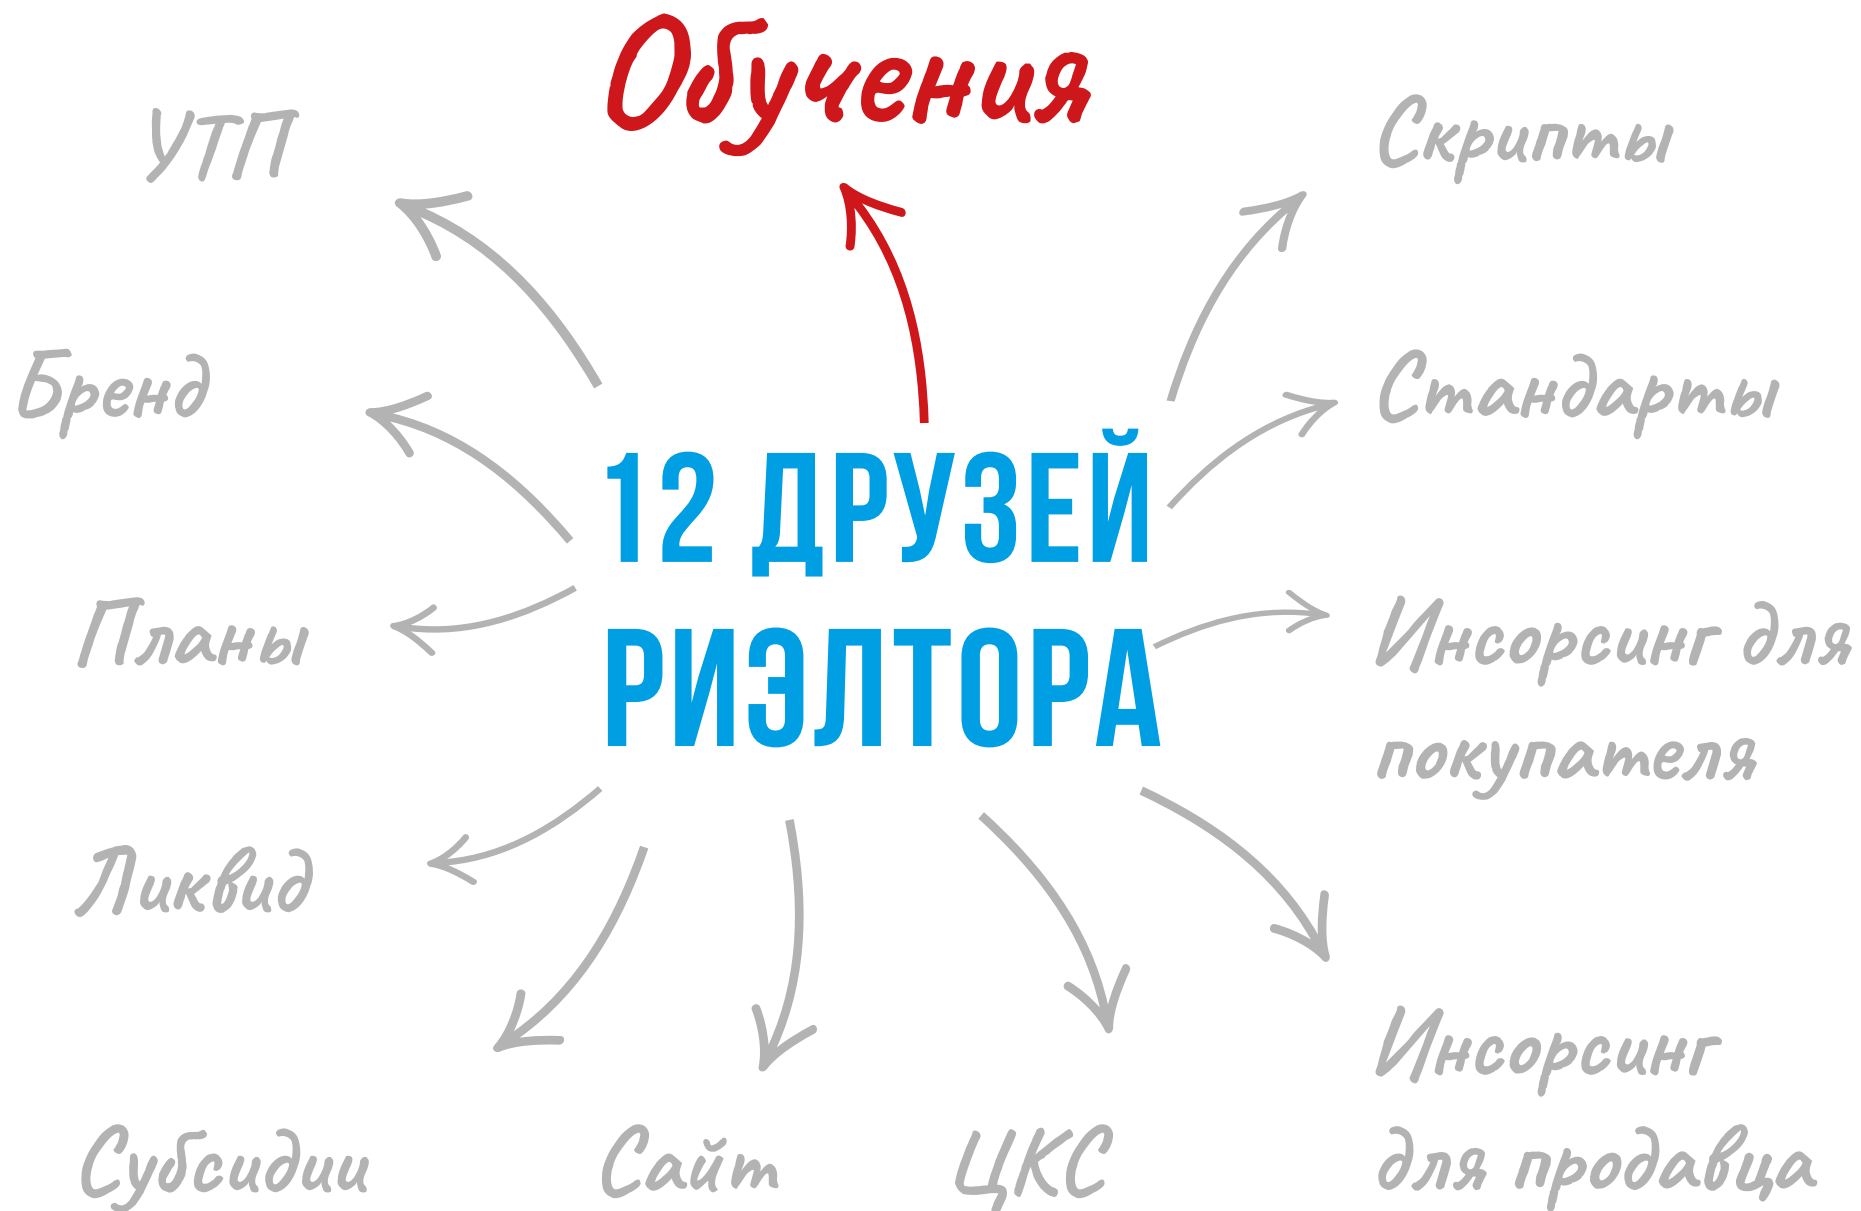 Обучения
УТП
Скрипты
Бренд
Стандарты
12 ДРУЗЕЙ
РИЭЛТОРА
Планы
Инсорсинг для
покупателя
Ликвид
Инсорсинг
для продавца
Субсидии
Сайт
ЦКС